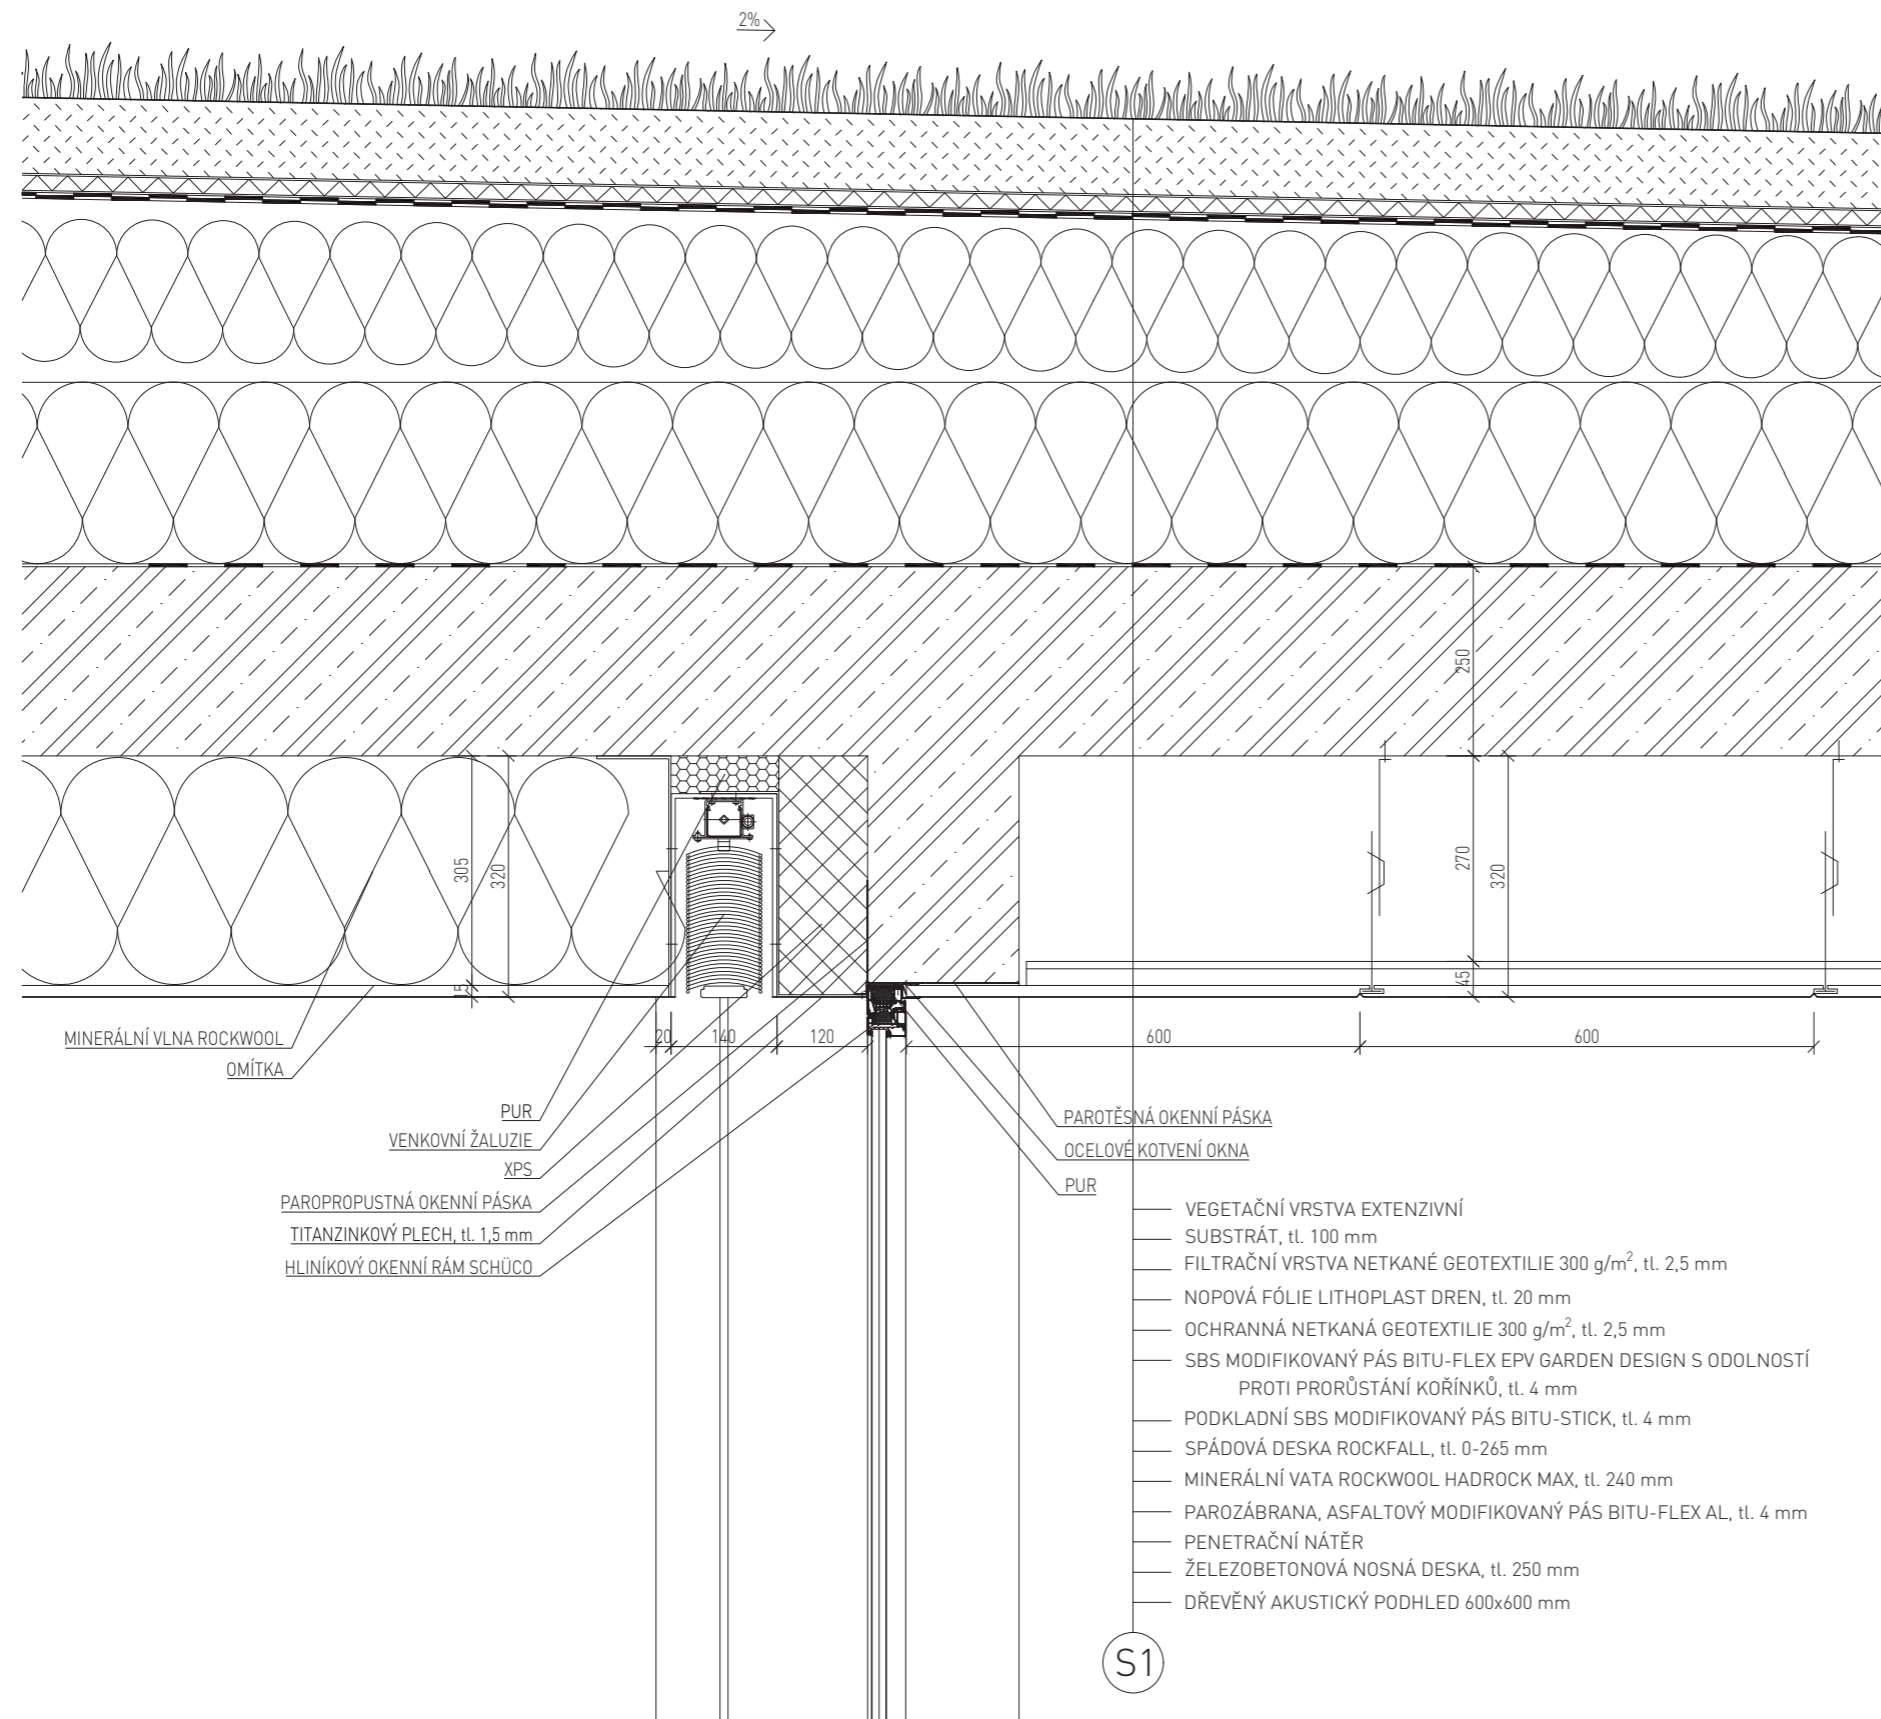 2%
250
305
320
15
270
320
45
20
140
120
600
600
MINERÁLNÍ VLNA ROCKWOOL
OMÍTKA
PUR
VENKOVNÍ ŽALUZIE
XPS
PAROPROPUSTNÁ OKENNÍ PÁSKA
TITANZINKOVÝ PLECH, tl. 1,5 mm
HLINÍKOVÝ OKENNÍ RÁM SCHÜCO
PAROTĚSNÁ OKENNÍ PÁSKA
OCELOVÉ KOTVENÍ OKNA
PUR
VEGETAČNÍ VRSTVA EXTENZIVNÍ
SUBSTRÁT, tl. 100 mm
FILTRAČNÍ VRSTVA NETKANÉ GEOTEXTILIE 300 g/m², tl. 2,5 mm
NOPOVÁ FÓLIE LITHOPLAST DREN, tl. 20 mm
OCHRANNÁ NETKANÁ GEOTEXTILIE 300 g/m², tl. 2,5 mm
SBS MODIFIKOVANÝ PÁS BITU-FLEX EPV GARDEN DESIGN S ODOLNOSTÍ
PROTI PRORŮSTÁNÍ KOŘÍNKŮ, tl. 4 mm
PODKLADNÍ SBS MODIFIKOVANÝ PÁS BITU-STICK, tl. 4 mm
SPÁDOVÁ DESKA ROCKFALL, tl. 0-265 mm
MINERÁLNÍ VATA ROCKWOOL HADROCK MAX, tl. 240 mm
PAROZÁBRANA, ASFALTOVÝ MODIFIKOVANÝ PÁS BITU-FLEX AL, tl. 4 mm
PENETRAČNÍ NÁTĚR
ŽELEZOBETONOVÁ NOSNÁ DESKA, tl. 250 mm
DŘEVĚNÝ AKUSTICKÝ PODHLED 600x600 mm
S1